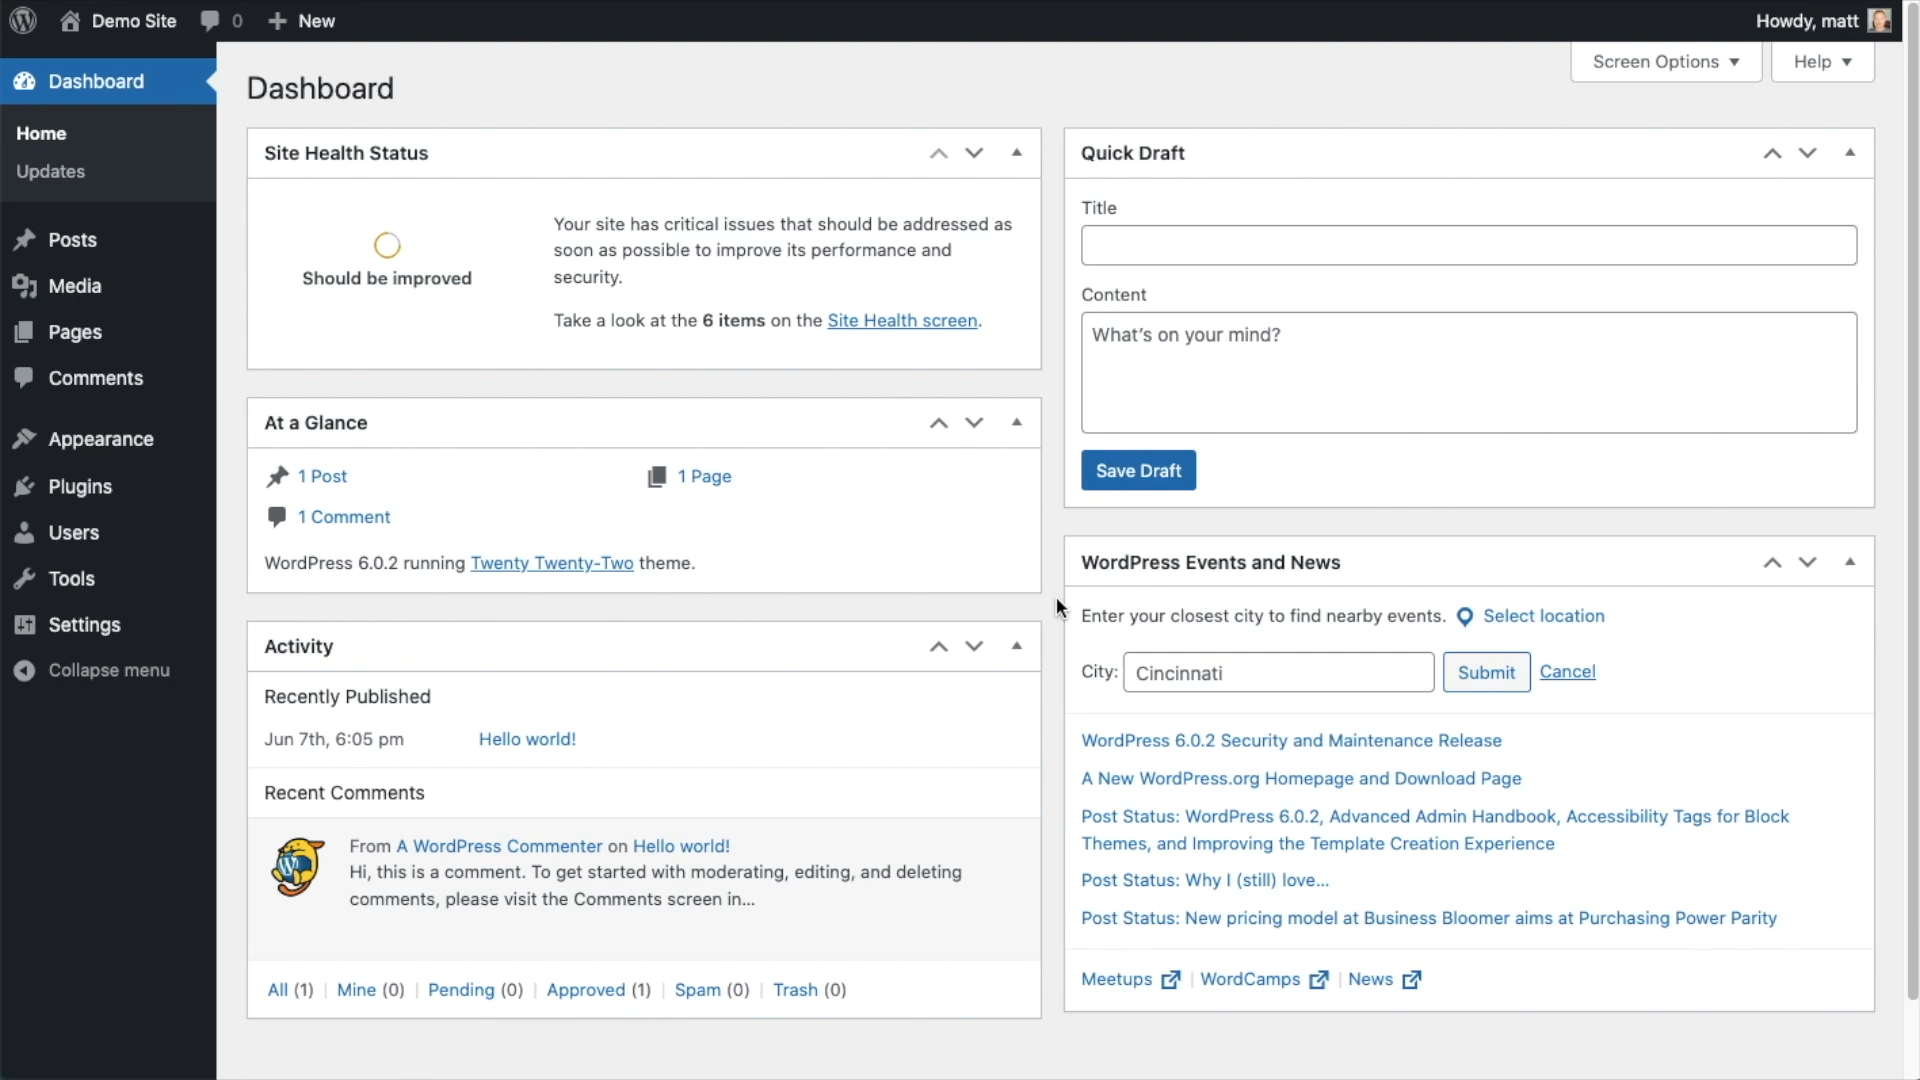 Demo Site
0
New
Howdy, matt
Dashboard
Home
Updates
Posts
Media
Pages
Comments
Appearance
Plugins
Users
Tools
Settings
Collapse menu
Screen Options
Help
Dashboard
Site Health Status
Should be improved
Your site has critical issues that should be addressed as
soon as possible to improve its performance and
security.
Take a look at the 6 items on the Site Health screen.
At a Glance
1 Post
1 Page
1 Comment
WordPress 6.0.2 running Twenty Twenty-Two theme.
Activity
Recently Published
Jun 7th, 6:05 pm
Hello world!
Recent Comments
From A WordPress Commenter on Hello world!
Hi, this is a comment. To get started with moderating, editing, and deleting
comments, please visit the Comments screen in...
All (1) | Mine (0) | Pending (0) | Approved (1) | Spam (0) | Trash (0)
Quick Draft
Title
Content
What's on your mind?
Save Draft
WordPress Events and News
Enter your closest city to find nearby events. Select location
City: Cincinnati Submit Cancel
WordPress 6.0.2 Security and Maintenance Release
A New WordPress.org Homepage and Download Page
Post Status: WordPress 6.0.2, Advanced Admin Handbook, Accessibility Tags for Block
Themes, and Improving the Template Creation Experience
Post Status: Why I (still) love...
Post Status: New pricing model at Business Bloomer aims at Purchasing Power Parity
Meetups | WordCamps | News